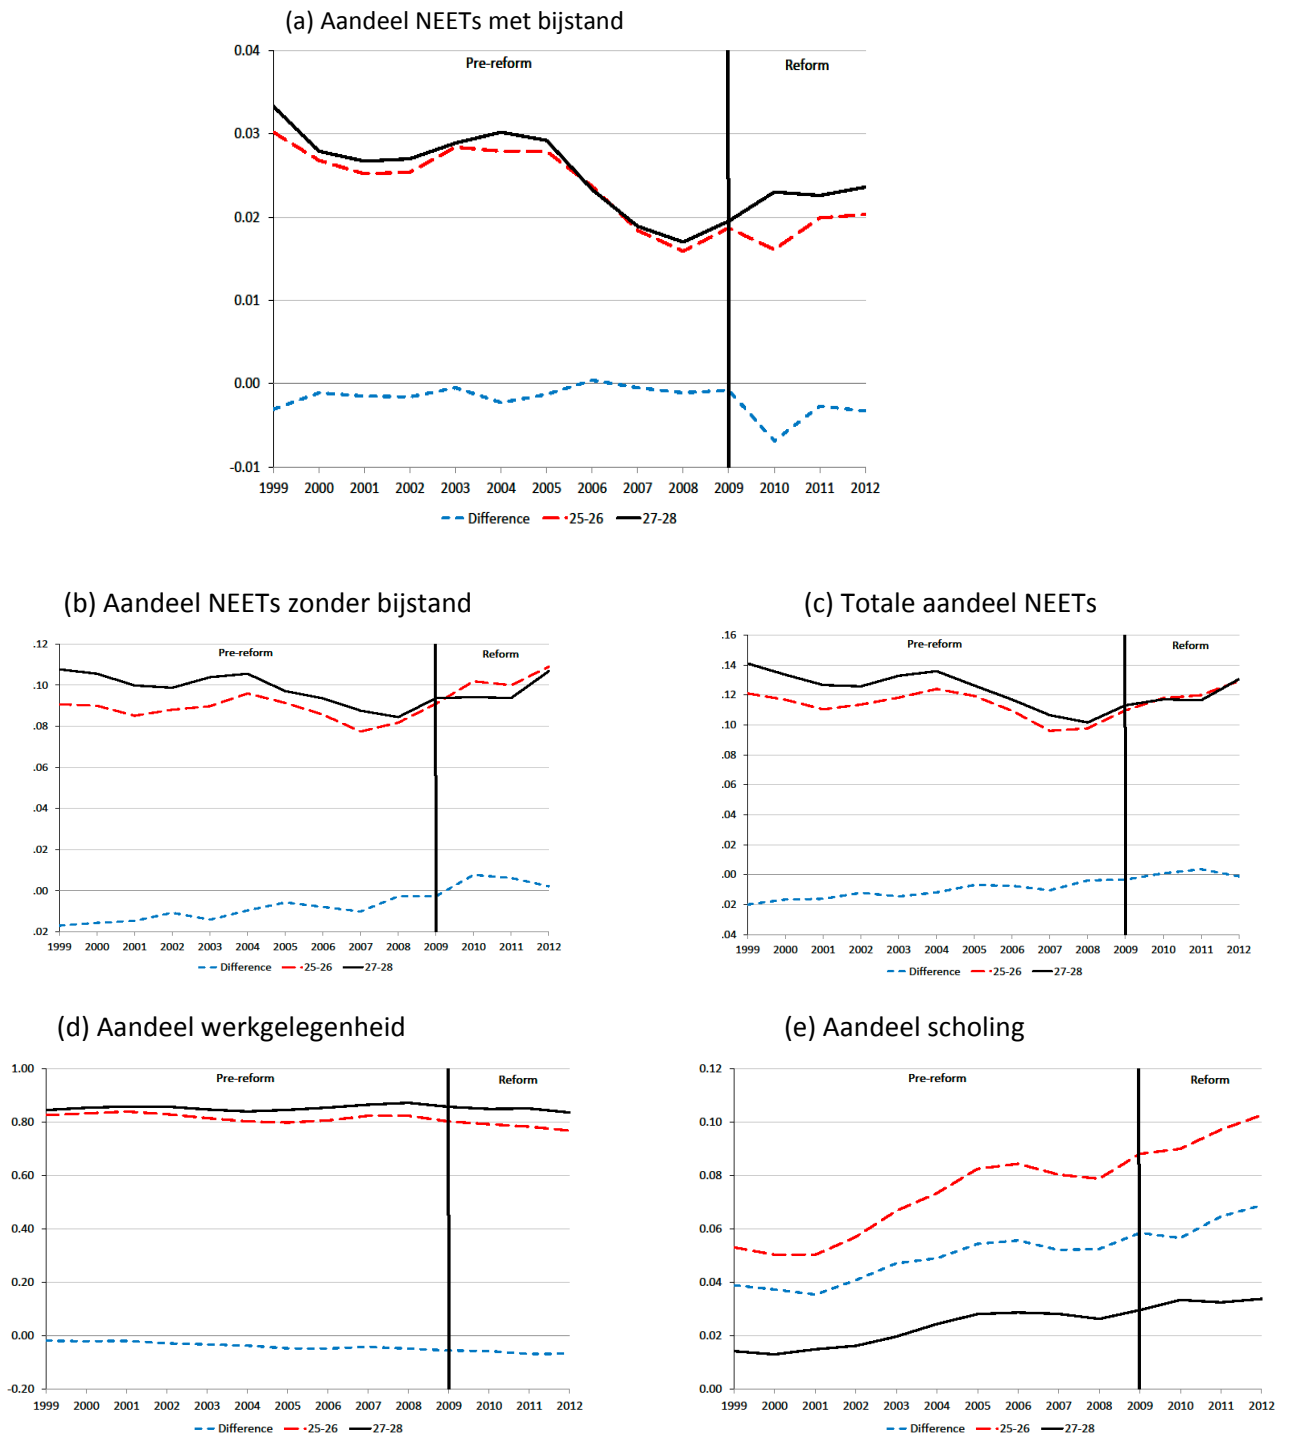 (a) Aandeel NEETs met bijstand
Pre-reform Reform
0.04
0.03
0.02
0.01
0.00
-0.01
1999 2000 2001 2002 2003 2004 2005 2006 2007 2008 2009 2010 2011 2012
Difference 25-26 27-28
(b) Aandeel NEETs zonder bijstand
Pre-reform Reform
.12
.10
.08
.06
.04
.02
.00
.02
1999 2000 2001 2002 2003 2004 2005 2006 2007 2008 2009 2010 2011 2012
Difference 25-26 27-28
(c) Totale aandeel NEETs
Pre-reform Reform
.16
.14
.12
.10
.08
.06
.04
.02
.00
.02
.04
1999 2000 2001 2002 2003 2004 2005 2006 2007 2008 2009 2010 2011 2012
Difference 25-26 27-28
(d) Aandeel werkgelegenheid
Pre-reform Reform
1.00
0.80
0.60
0.40
0.20
0.00
-0.20
1999 2000 2001 2002 2003 2004 2005 2006 2007 2008 2009 2010 2011 2012
Difference 25-26 27-28
(e) Aandeel scholing
Pre-reform Reform
0.12
0.10
0.08
0.06
0.04
0.02
0.00
1999 2000 2001 2002 2003 2004 2005 2006 2007 2008 2009 2010 2011 2012
Difference 25-26 27-28